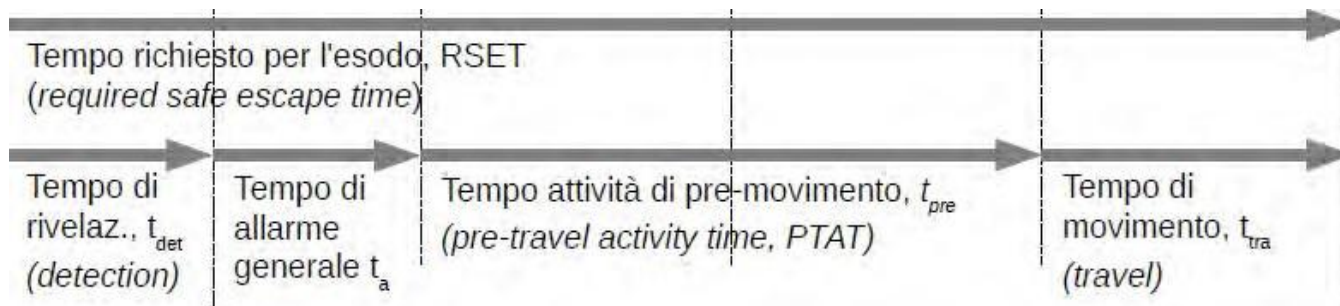 Tempo richiesto per l'esodo, RSET
(required safe escape time)
Tempo di
rivelaz., t_det
(detection)
Tempo di
allarme
generale t_a
Tempo attività di pre-movimento, t_pre
(pre-travel activity time, PTAT)
Tempo di
movimento, t_tra
(travel)